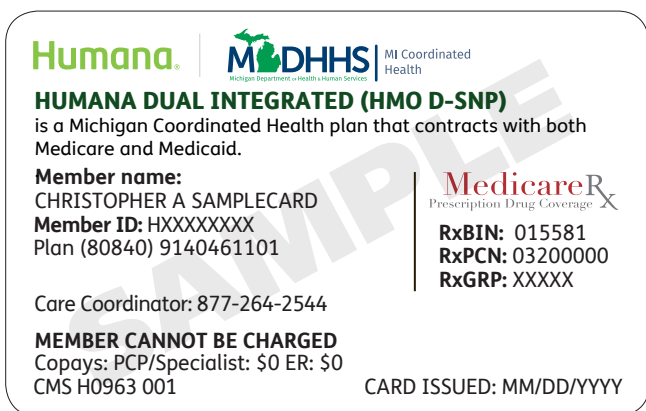 Humana.
MDHHS
Michigan Department of Health & Human Services
MI Coordinated
Health
HUMANA DUAL INTEGRATED (HMO D-SNP)
is a Michigan Coordinated Health plan that contracts with both
Medicare and Medicaid.
Member name:
CHRISTOPHER A SAMPLECARD
Member ID: HXXXXXXXX
Plan (80840) 9140461101
MedicareRx
Prescription Drug Coverage
RxBIN: 015581
RxPCN: 03200000
RxGRP: XXXXX
Care Coordinator: 877-264-2544
MEMBER CANNOT BE CHARGED
Copays: PCP/Specialist: $0 ER: $0
CMS H0963 001
CARD ISSUED: MM/DD/YYYY
SAMPLE